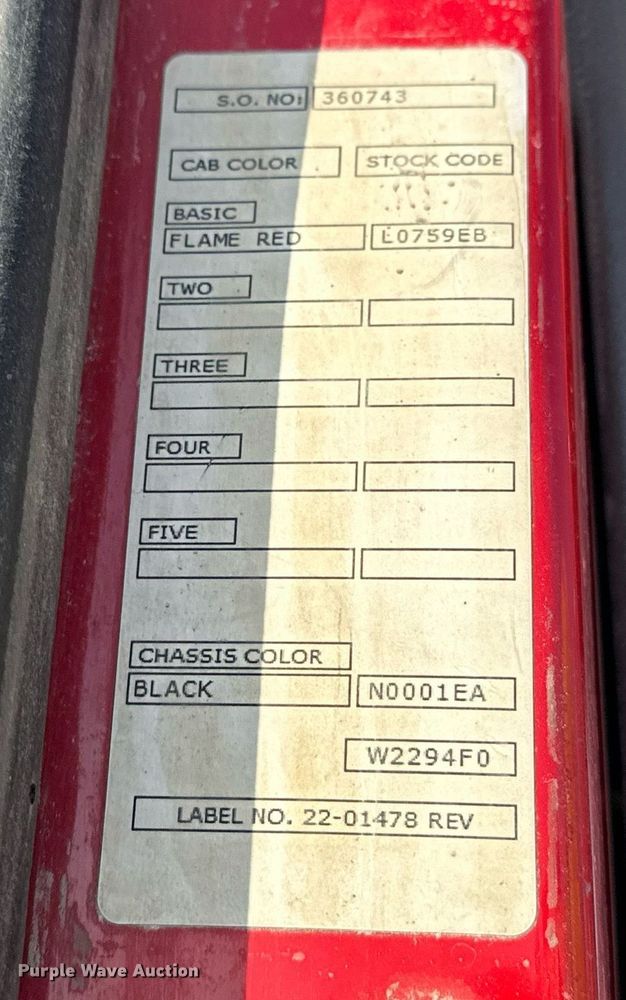 S.O. NO: 360743
CAB COLOR STOCK CODE
BASIC
FLAME RED L0759EB
TWO
THREE
FOUR
FIVE
CHASSIS COLOR
BLACK N0001EA
W2294F0
LABEL NO. 22-01478 REV
Purple Wave Auction